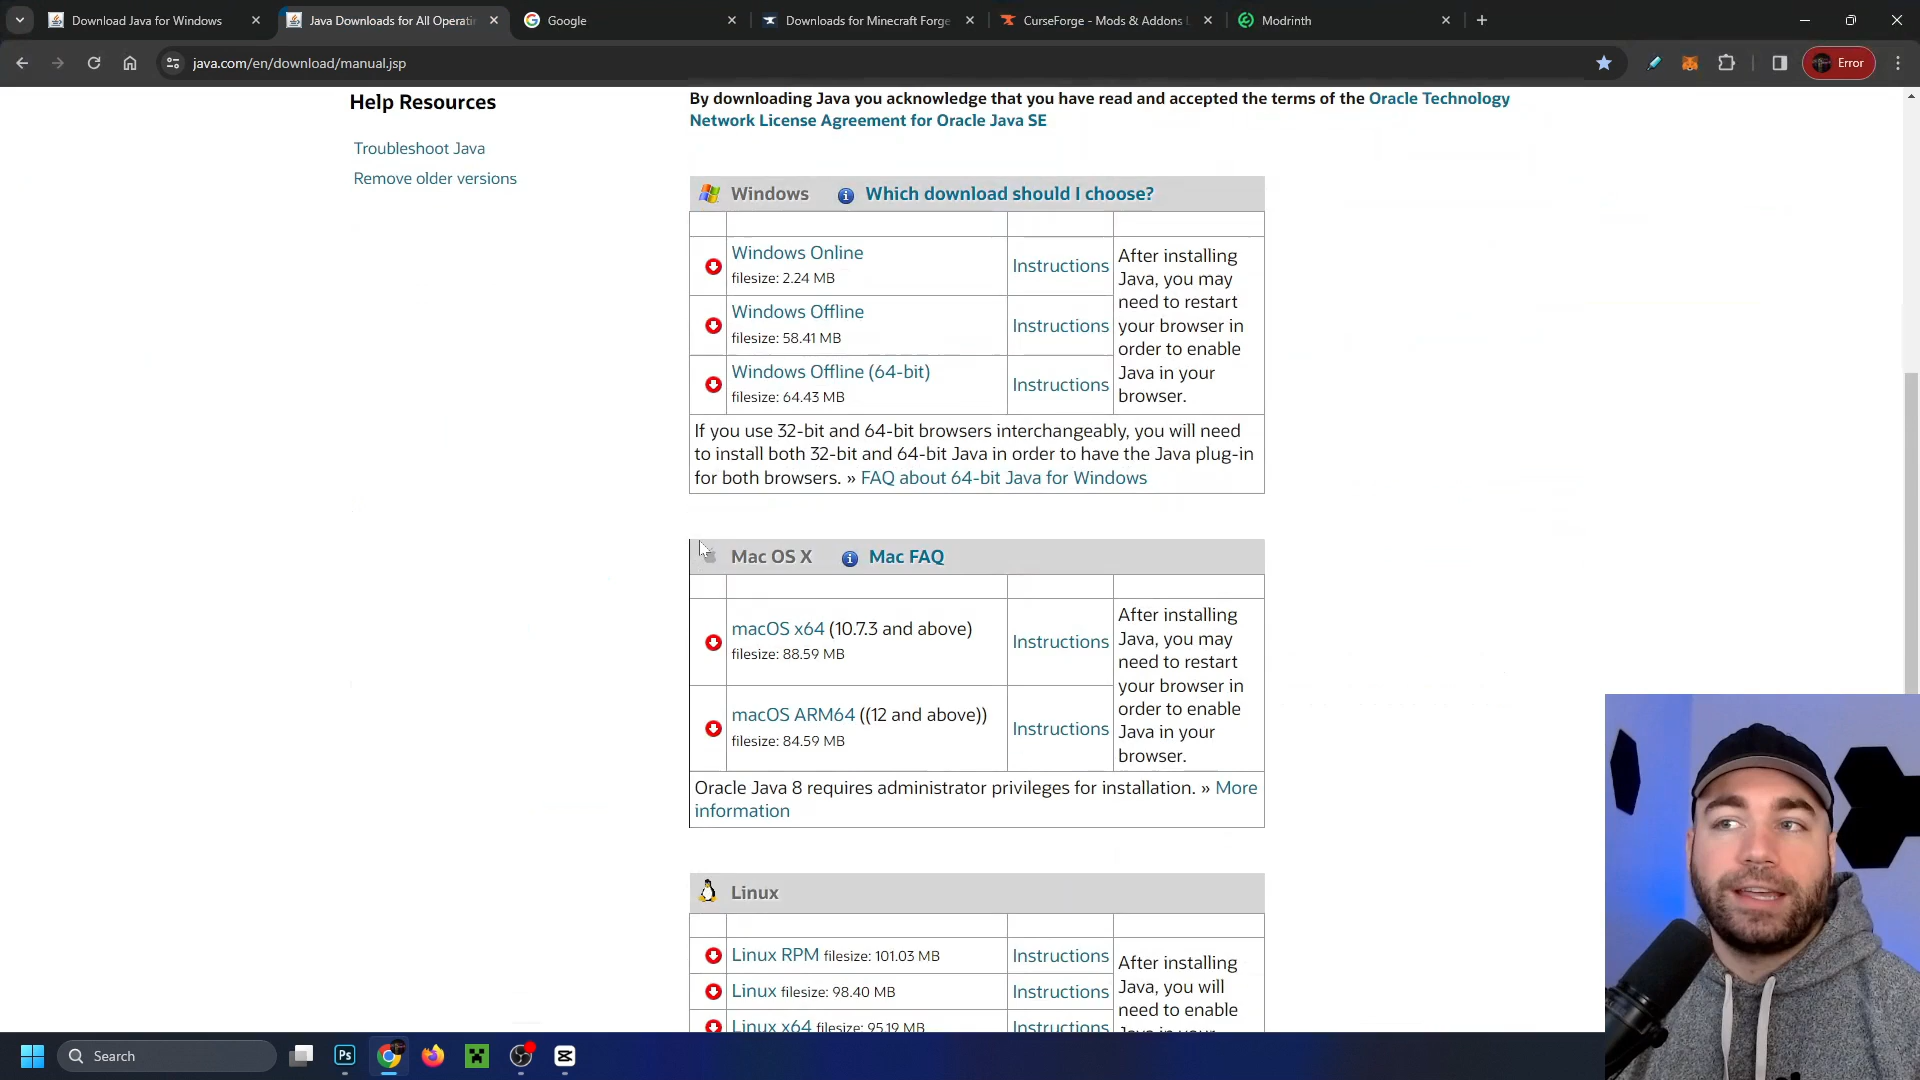 Download Java for Windows
Java Downloads for All Operati
Google
Downloads for Minecraft Forge
CurseForge - Mods & Addons
Modrinth
java.com/en/download/manual.jsp
Error
Help Resources
Troubleshoot Java
Remove older versions
By downloading Java you acknowledge that you have read and accepted the terms of the Oracle Technology
Network License Agreement for Oracle Java SE
Windows Which download should I choose?
Windows Online
filesize: 2.24 MB
Instructions
Windows Offline
filesize: 58.41 MB
Instructions
Windows Offline (64-bit)
filesize: 64.43 MB
Instructions
After installing
Java, you may
need to restart
your browser in
order to enable
Java in your
browser.
If you use 32-bit and 64-bit browsers interchangeably, you will need
to install both 32-bit and 64-bit Java in order to have the Java plug-in
for both browsers. » FAQ about 64-bit Java for Windows
Mac OS X Mac FAQ
macOS x64 (10.7.3 and above)
filesize: 88.59 MB
Instructions
macOS ARM64 ((12 and above))
filesize: 84.59 MB
Instructions
After installing
Java, you may
need to restart
your browser in
order to enable
Java in your
browser.
Oracle Java 8 requires administrator privileges for installation. » More
information
Linux
Linux RPM filesize: 101.03 MB
Instructions
Linux filesize: 98.40 MB
Instructions
Linux x64 filesize: 95.19 MB
Instructions
After installing
Java, you will
need to enable
Java in your
Search
Ps